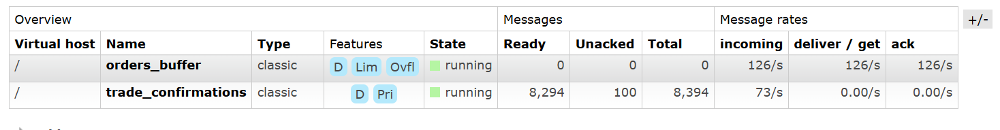 Overview Messages Message rates +/-
Virtual host Name Type Features State Ready Unacked Total incoming deliver / get ack
/ orders_buffer classic D Lim Ovfl running 0 0 0 126/s 126/s 126/s
/ trade_confirmations classic D Pri running 8,294 100 8,394 73/s 0.00/s 0.00/s